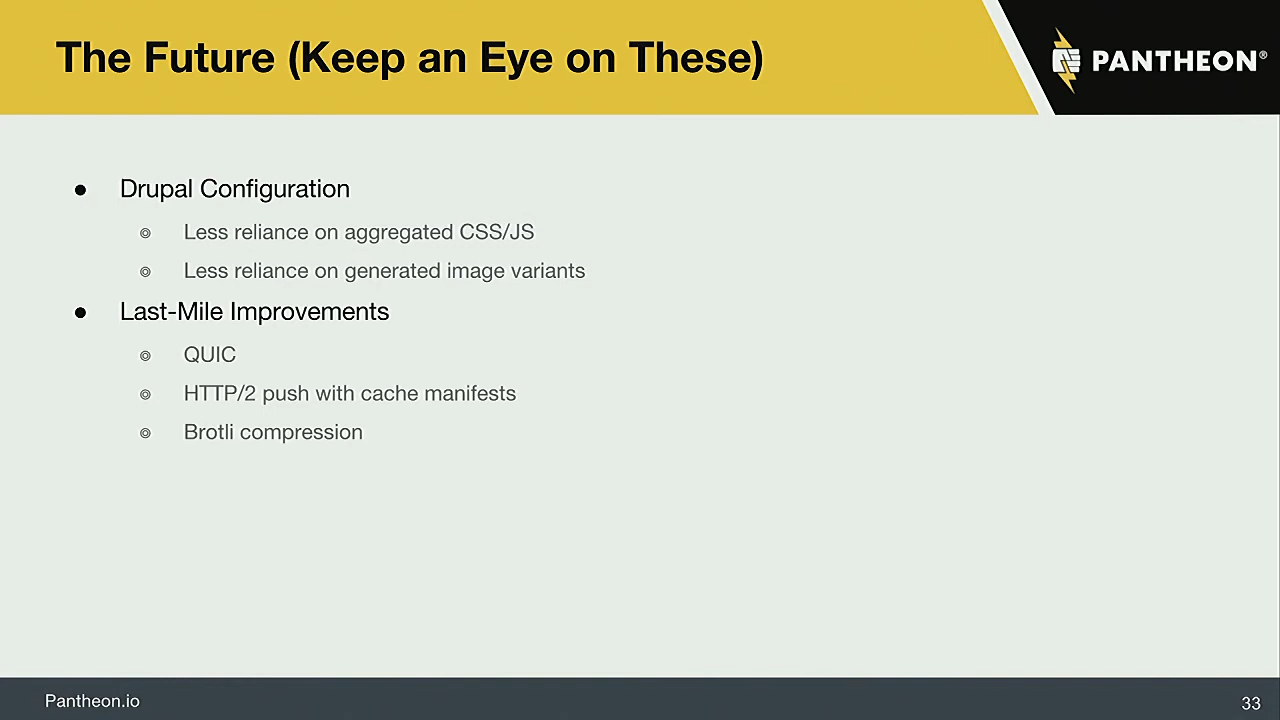 The Future (Keep an Eye on These)
PANTHEON®
● Drupal Configuration
◎ Less reliance on aggregated CSS/JS
◎ Less reliance on generated image variants
● Last-Mile Improvements
◎ QUIC
◎ HTTP/2 push with cache manifests
◎ Brotli compression
Pantheon.io
33